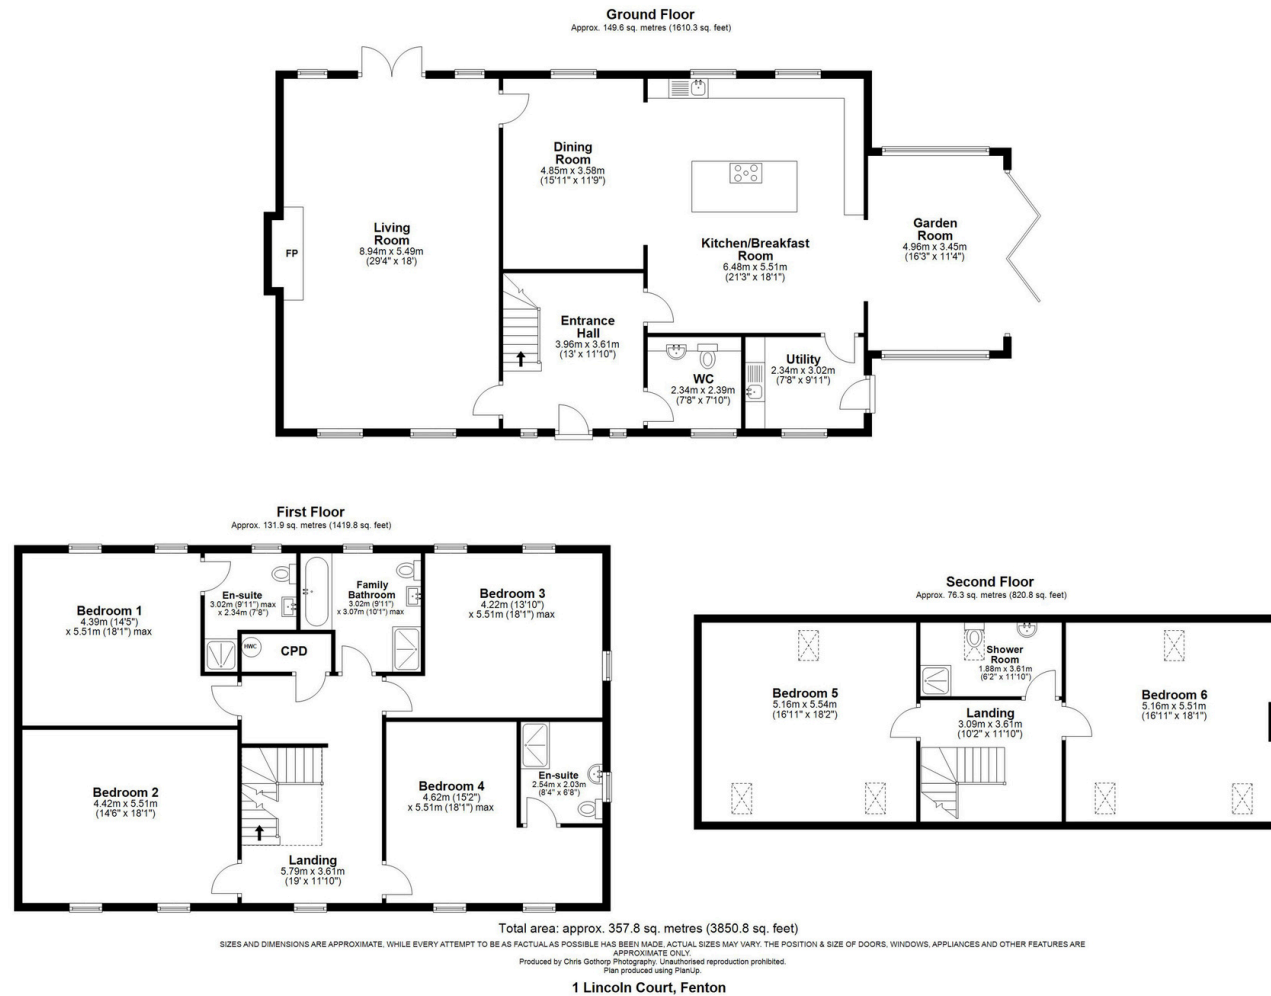 Ground Floor
Approx. 149.6 sq. metres (1610.3 sq. feet)
Dining
Room
4.85m x 3.58m
(15'11" x 11'9")
Living
Room
8.94m x 5.49m
(29'4" x 18')
FP
Kitchen/Breakfast
Room
6.48m x 5.51m
(21'3" x 18'1")
Garden
Room
4.96m x 3.45m
(16'3" x 11'4")
Entrance
Hall
3.96m x 3.61m
(13' x 11'10")
WC
2.34m x 2.39m
(7'8" x 7'10")
Utility
2.34m x 3.02m
(7'8" x 9'11")
First Floor
Approx. 131.9 sq. metres (1419.8 sq. feet)
Bedroom 1
4.39m (14'5")
x 5.51m (18'1") max
En-suite
3.02m (9'11") max
x 2.34m (7'8")
Family
Bathroom
3.02m (9'11")
x 3.07m (10'1") max
Bedroom 3
4.22m (13'10")
x 5.51m (18'1") max
HWC
CPD
Bedroom 2
4.42m x 5.51m
(14'6" x 18'1")
Bedroom 4
4.62m (15'2")
x 5.51m (18'1") max
En-suite
2.54m x 2.03m
(8'4" x 6'8")
Landing
5.79m x 3.61m
(19' x 11'10")
Second Floor
Approx. 76.3 sq. metres (820.8 sq. feet)
Bedroom 5
5.16m x 5.54m
(16'11" x 18'2")
Shower
Room
1.88m x 3.61m
(6'2" x 11'10")
Landing
3.09m x 3.61m
(10'2" x 11'10")
Bedroom 6
5.16m x 5.51m
(16'11" x 18'1")
Total area: approx. 357.8 sq. metres (3850.8 sq. feet)
SIZES AND DIMENSIONS ARE APPROXIMATE. WHILE EVERY ATTEMPT TO BE AS FACTUAL AS POSSIBLE HAS BEEN MADE, ACTUAL SIZES MAY VARY. THE POSITION & SIZE OF DOORS, WINDOWS, APPLIANCES AND OTHER FEATURES ARE
APPROXIMATE ONLY.
Produced by Chris Gothorp Photography. Unauthorised reproduction prohibited.
Plan produced using PlanUp.
1 Lincoln Court, Fenton